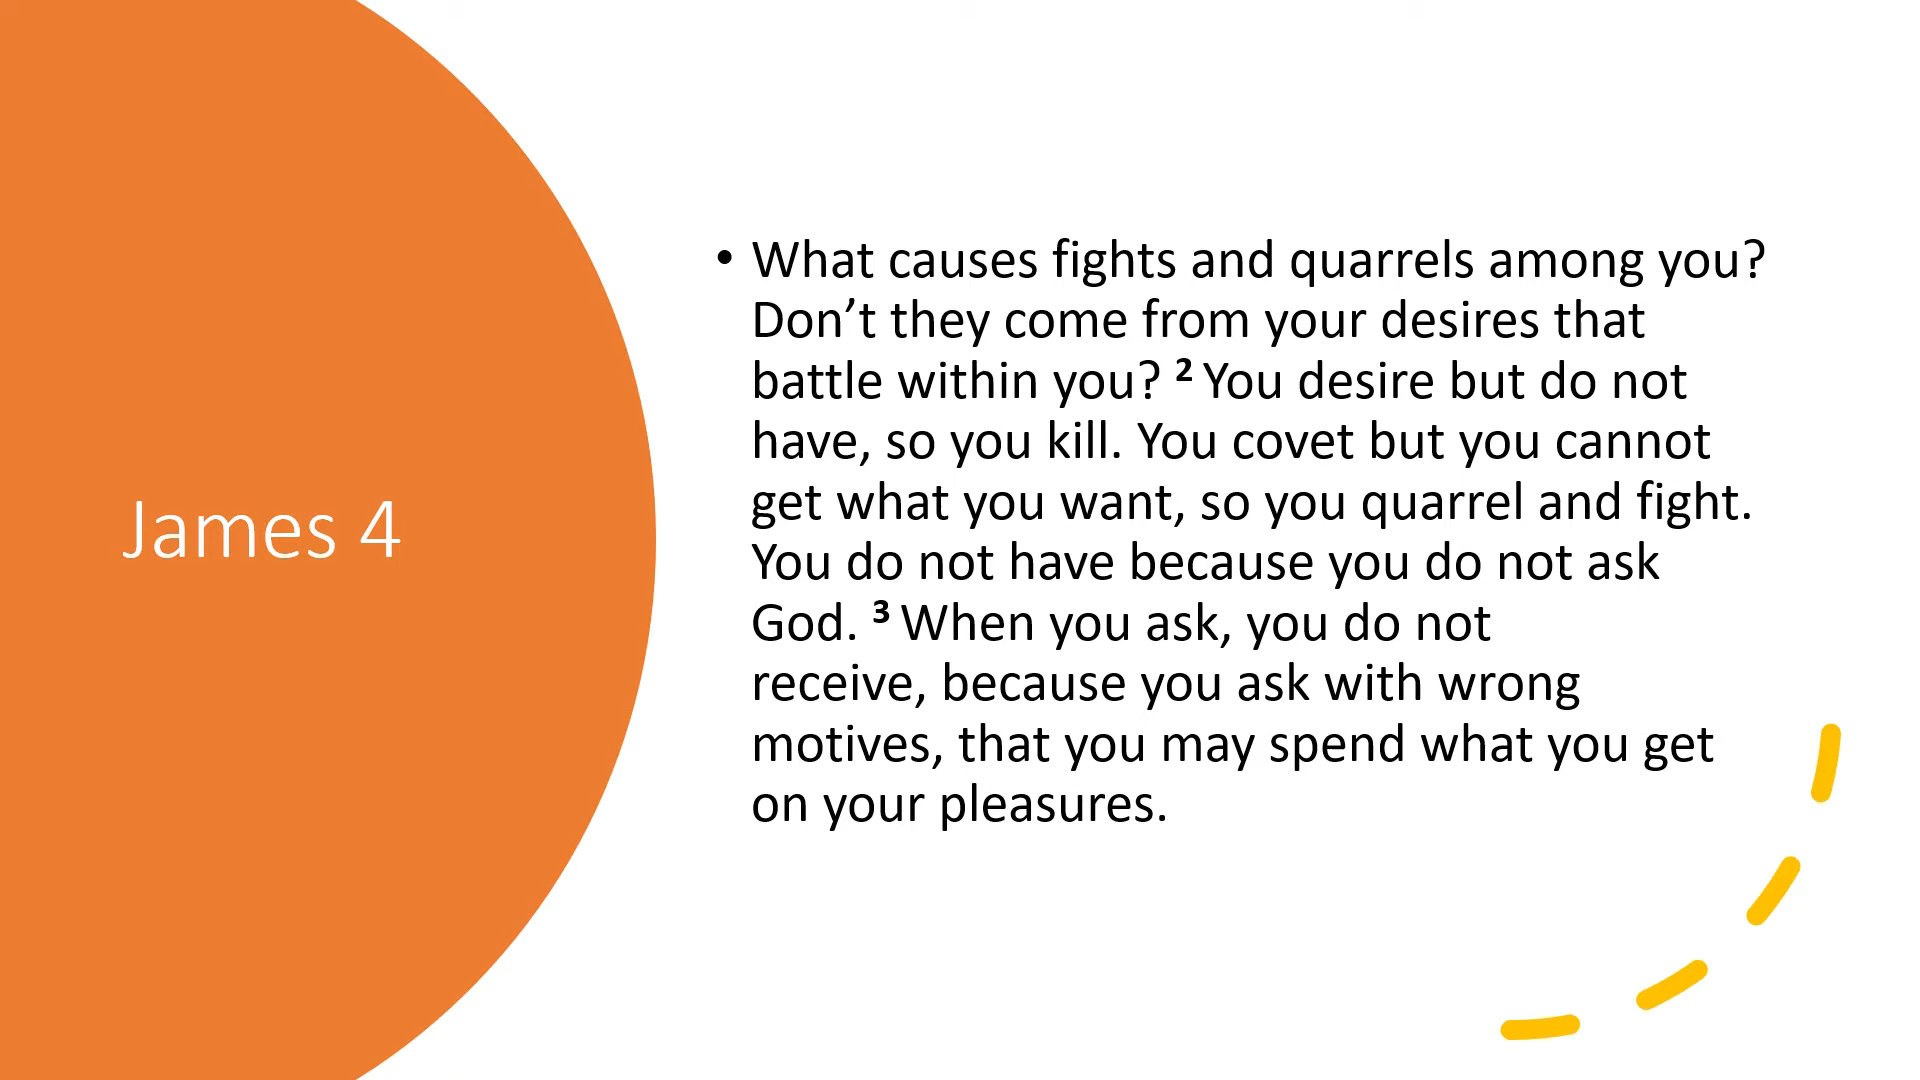 James 4
• What causes fights and quarrels among you?
Don’t they come from your desires that
battle within you? ² You desire but do not
have, so you kill. You covet but you cannot
get what you want, so you quarrel and fight.
You do not have because you do not ask
God. ³ When you ask, you do not
receive, because you ask with wrong
motives, that you may spend what you get
on your pleasures.